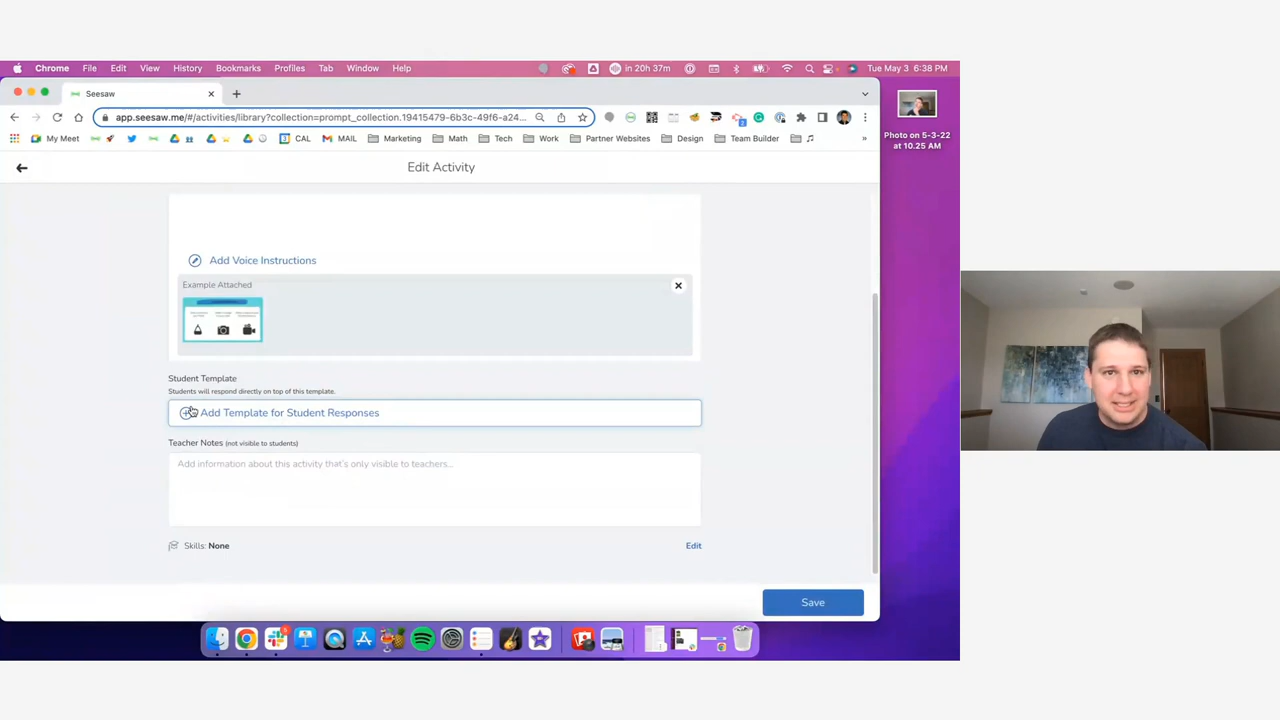 Chrome File Edit View History Bookmarks Profiles Tab Window Help in 20h 37m Tue May 3 6:38 PM
Seesaw
app.seesaw.me/#/activities/library?collection=prompt_collection.19415479-6b3c-49f6-a24...
My Meet CAL MAIL Marketing Math Tech Work Partner Websites Design Team Builder »
Photo on 5-3-22
at 10.25 AM
Edit Activity
Add Voice Instructions
Example Attached
Student Template
Students will respond directly on top of this template.
Add Template for Student Responses
Teacher Notes (not visible to students)
Add information about this activity that's only visible to teachers...
Skills: None Edit
Save